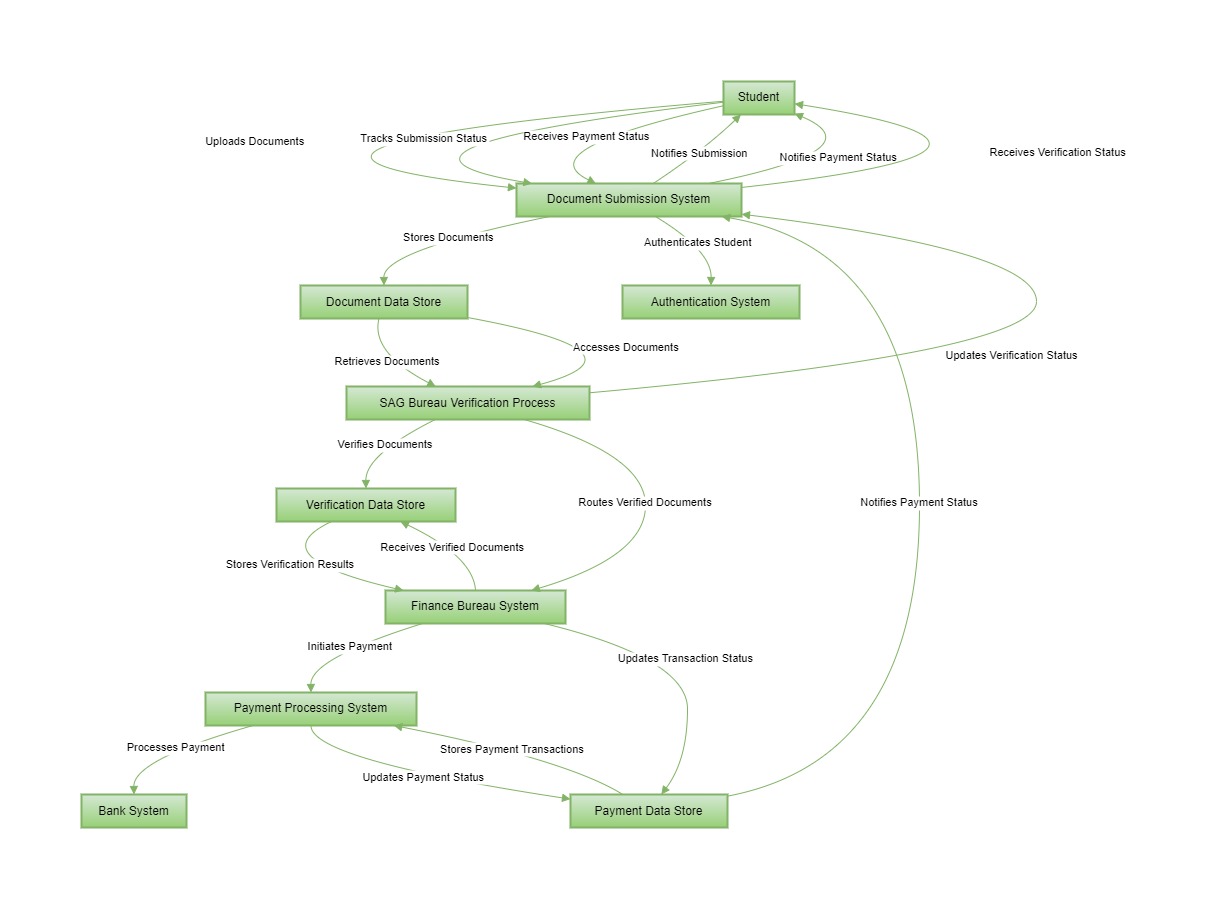 Student
Uploads Documents
Tracks Submission Status
Receives Payment Status
Notifies Submission
Notifies Payment Status
Receives Verification Status
Document Submission System
Stores Documents
Authenticates Student
Document Data Store
Authentication System
Retrieves Documents
Accesses Documents
Updates Verification Status
SAG Bureau Verification Process
Verifies Documents
Verification Data Store
Routes Verified Documents
Notifies Payment Status
Stores Verification Results
Receives Verified Documents
Finance Bureau System
Initiates Payment
Updates Transaction Status
Payment Processing System
Processes Payment
Stores Payment Transactions
Updates Payment Status
Bank System
Payment Data Store